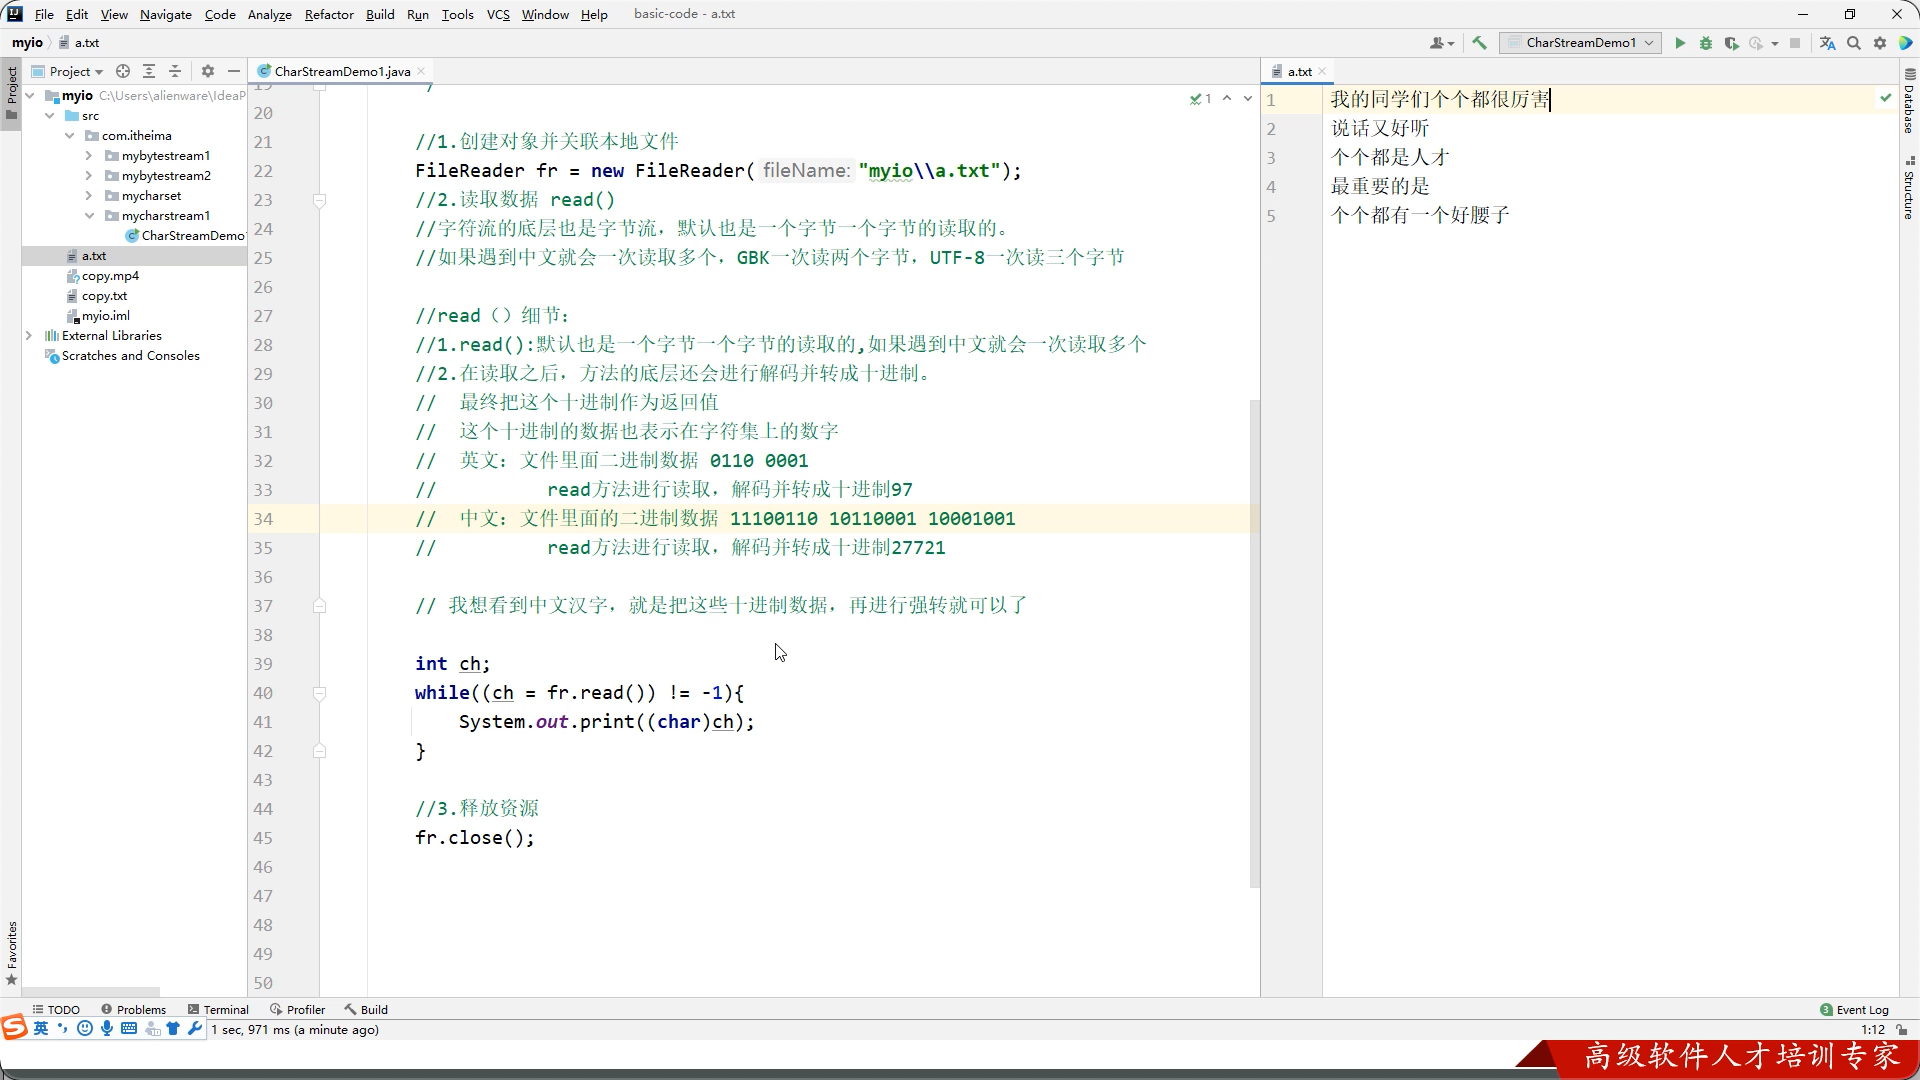 File Edit View Navigate Code Analyze Refactor Build Run Tools VCS Window Help basic-code - a.txt
myio a.txt
CharStreamDemo1
Project
CharStreamDemo1.java
a.txt
Project
myio C:\Users\alienware\IdeaP
src
com.itheima
mybytestream1
mybytestream2
mycharset
mycharstream1
CharStreamDemo
a.txt
copy.mp4
copy.txt
myio.iml
External Libraries
Scratches and Consoles
Favorites
20
21 //1.创建对象并关联本地文件
22 FileReader fr = new FileReader( fileName: "myio\\a.txt");
23 //2.读取数据 read()
24 //字符流的底层也是字节流，默认也是一个字节一个字节的读取的。
25 //如果遇到中文就会一次读取多个，GBK一次读两个字节，UTF-8一次读三个字节
26
27 //read（）细节：
28 //1.read():默认也是一个字节一个字节的读取的,如果遇到中文就会一次读取多个
29 //2.在读取之后，方法的底层还会进行解码并转成十进制。
30 // 最终把这个十进制作为返回值
31 // 这个十进制的数据也表示在字符集上的数字
32 // 英文：文件里面二进制数据 0110 0001
33 // read方法进行读取，解码并转成十进制97
34 // 中文：文件里面的二进制数据 11100110 10110001 10001001
35 // read方法进行读取，解码并转成十进制27721
36
37 // 我想看到中文汉字，就是把这些十进制数据，再进行强转就可以了
38
39 int ch;
40 while((ch = fr.read()) != -1){
41 System.out.print((char)ch);
42 }
43
44 //3.释放资源
45 fr.close();
46
47
48
49
50
1
1 我的同学们个个都很厉害
2 说话又好听
3 个个都是人才
4 最重要的是
5 个个都有一个好腰子
Database
Structure
TODO Problems Terminal Profiler Build
3 Event Log
英 1 sec, 971 ms (a minute ago)
1:12
高级软件人才培训专家